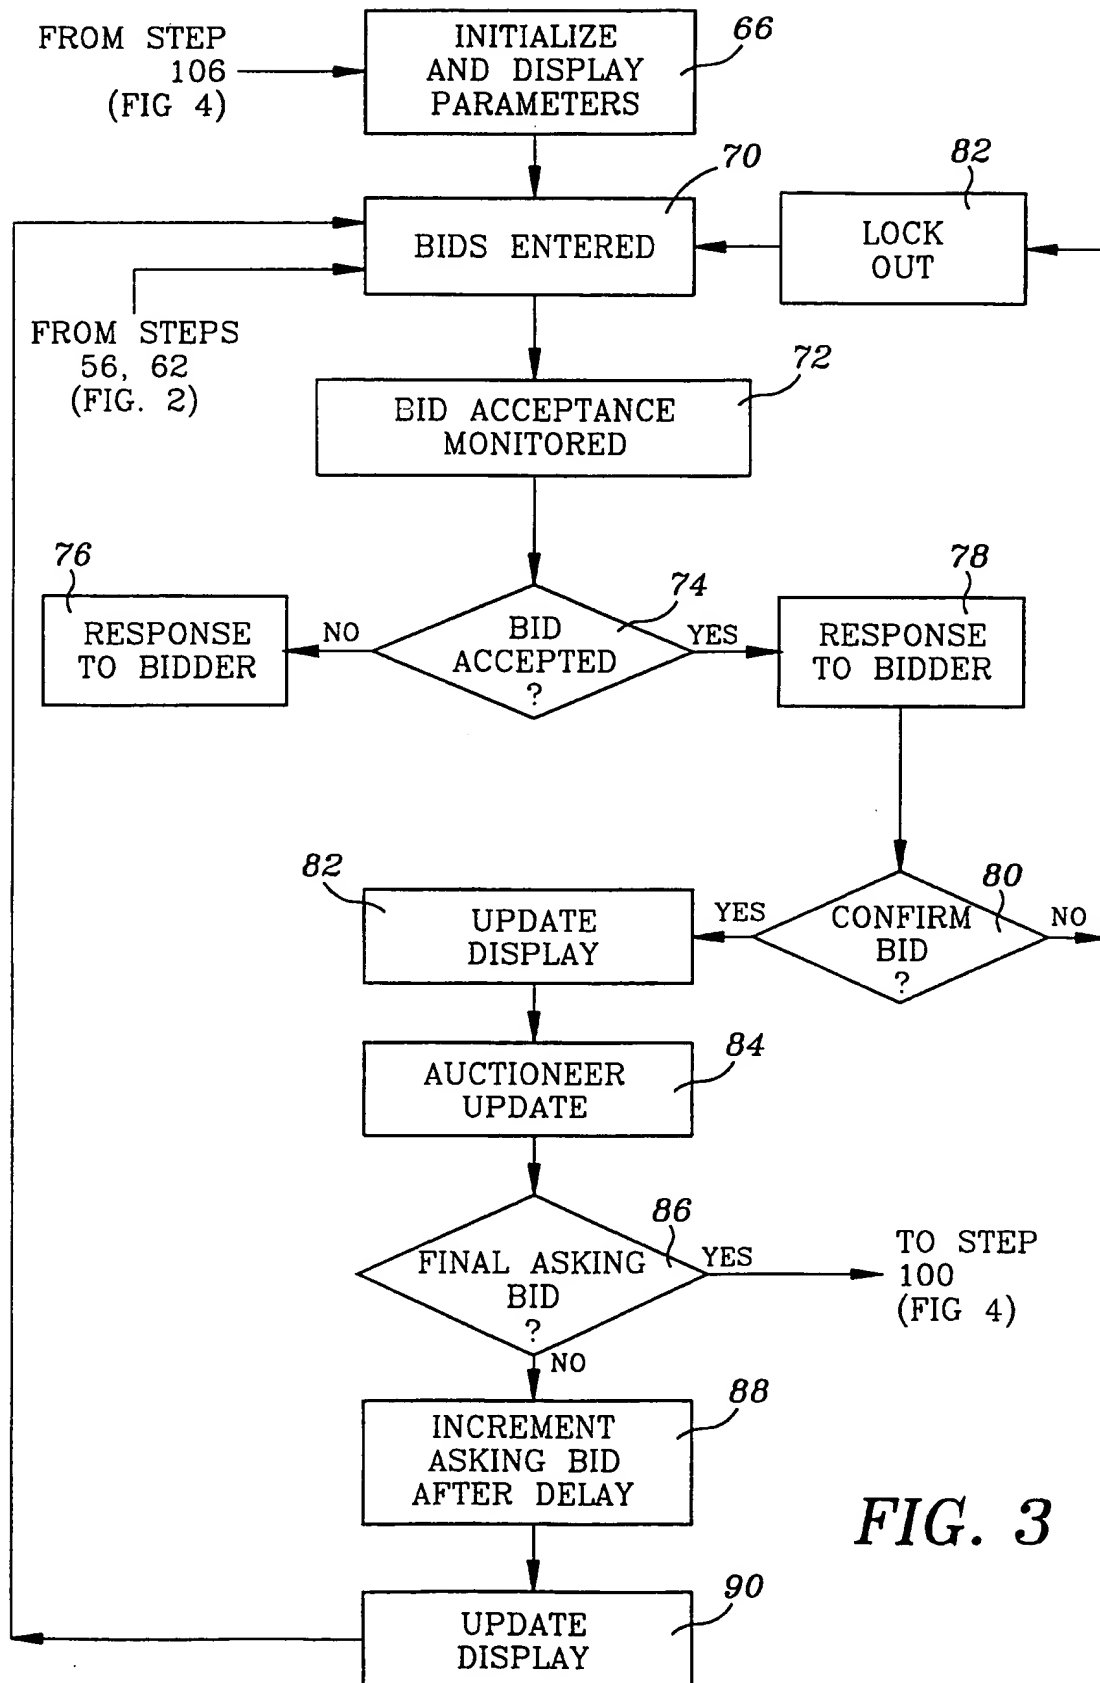 FROM STEP
106
(FIG 4)
INITIALIZE
AND DISPLAY
PARAMETERS
66
70
82
BIDS ENTERED
LOCK
OUT
FROM STEPS
56, 62
(FIG. 2)
72
BID ACCEPTANCE
MONITORED
76
74
78
RESPONSE
TO BIDDER
NO
BID
ACCEPTED
?
YES
RESPONSE
TO BIDDER
82
80
UPDATE
DISPLAY
YES
CONFIRM
BID
?
NO
84
AUCTIONEER
UPDATE
86
FINAL ASKING
BID
?
YES
TO STEP
100
(FIG 4)
NO
88
INCREMENT
ASKING BID
AFTER DELAY
FIG. 3
90
UPDATE
DISPLAY